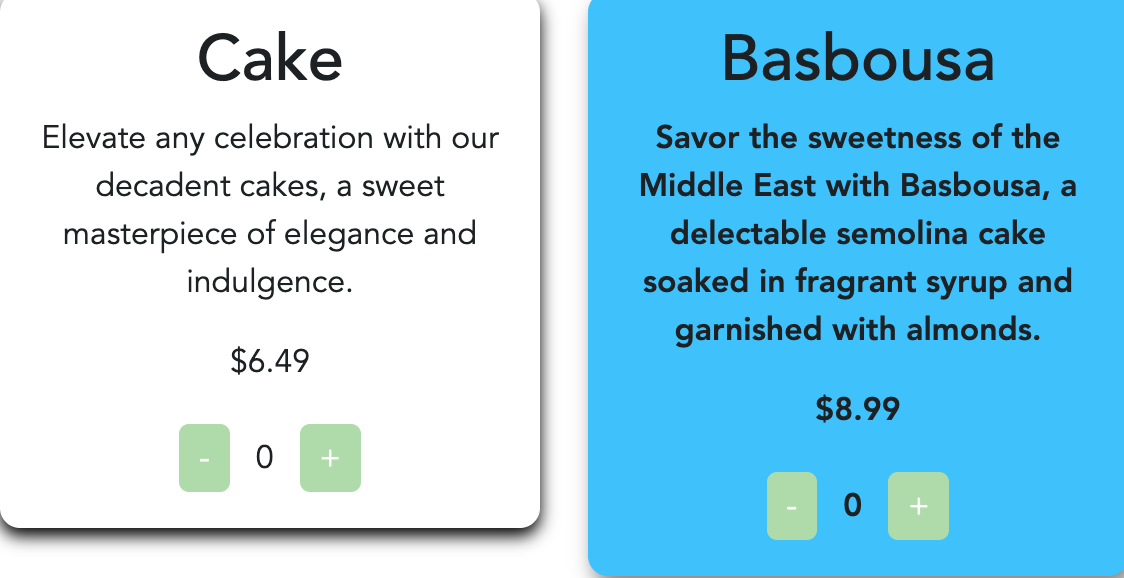 Cake
Elevate any celebration with our
decadent cakes, a sweet
masterpiece of elegance and
indulgence.
$6.49
- 0 +
Basbousa
Savor the sweetness of the
Middle East with Basbousa, a
delectable semolina cake
soaked in fragrant syrup and
garnished with almonds.
$8.99
- 0 +